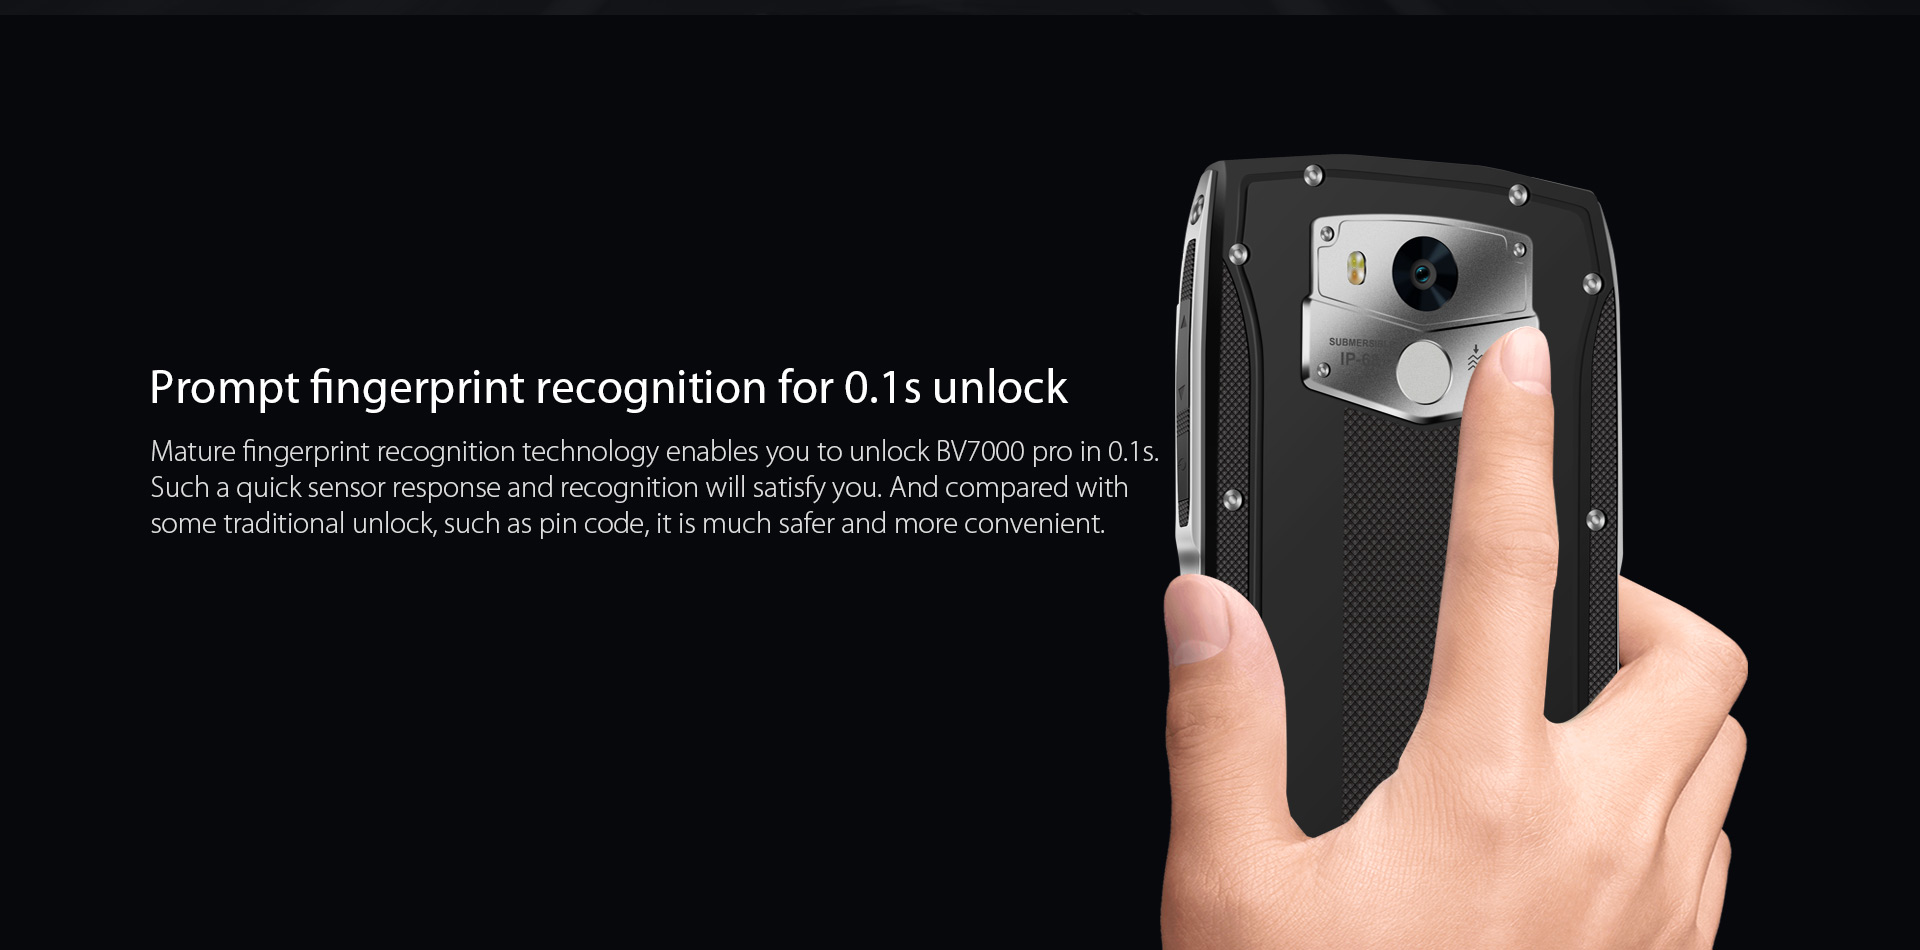 Prompt fingerprint recognition for 0.1s unlock
Mature fingerprint recognition technology enables you to unlock BV7000 pro in 0.1s.
Such a quick sensor response and recognition will satisfy you. And compared with
some traditional unlock, such as pin code, it is much safer and more convenient.
SUBMERSIBLE